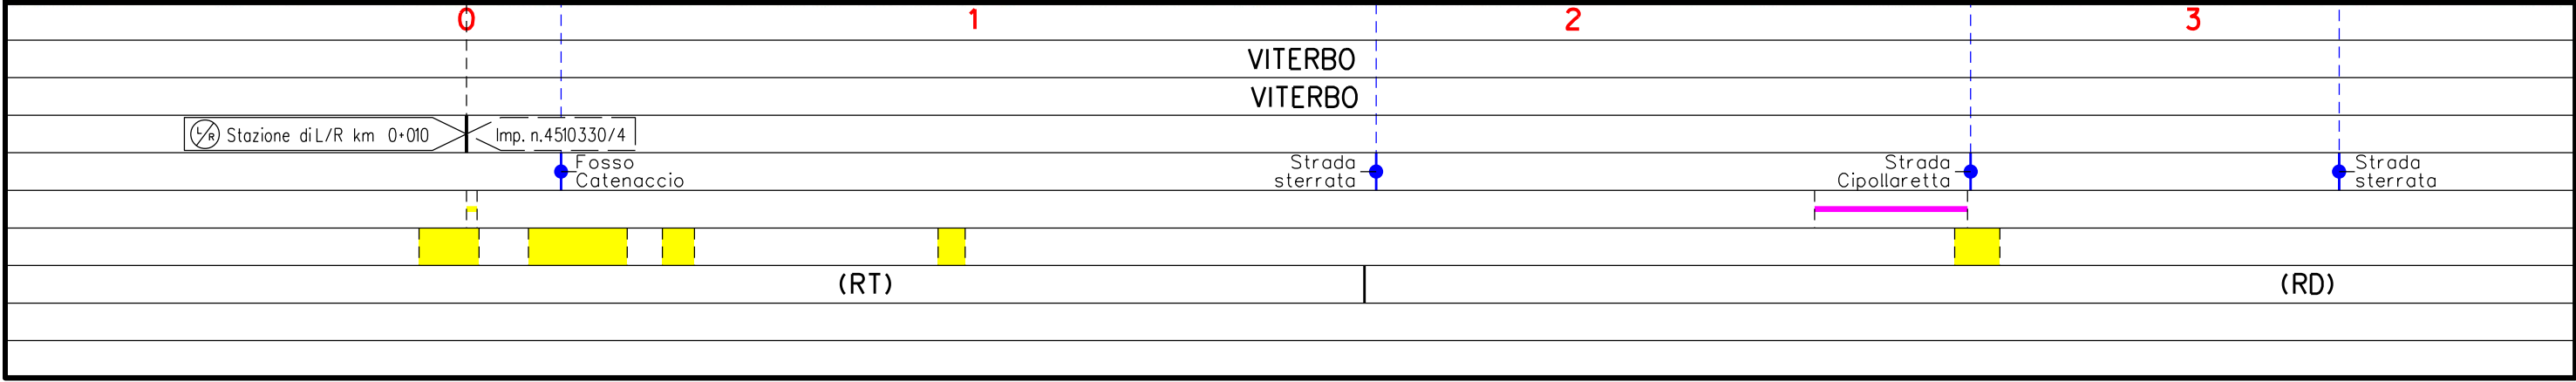 0 1 2 3
VITERBO
VITERBO
L/R Stazione di L/R km 0+010 Imp. n.4510330/4
Fosso
Catenaccio
Strada
sterrata
Strada
Cipollaretta
Strada
sterrata
(RT) (RD)